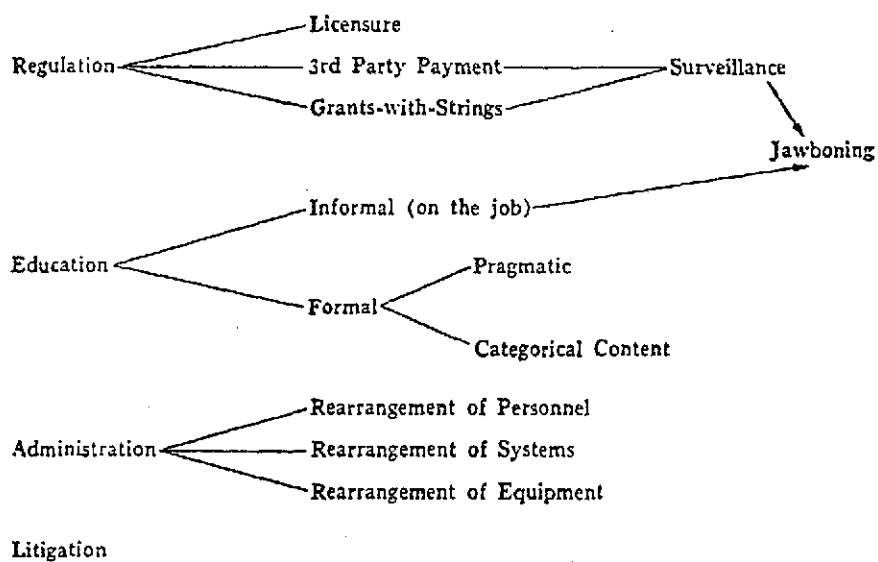 Licensure
Regulation 3rd Party Payment Surveillance
Grants-with-Strings
Jawboning
Informal (on the job)
Education Pragmatic
Formal
Categorical Content
Rearrangement of Personnel
Administration Rearrangement of Systems
Rearrangement of Equipment
Litigation